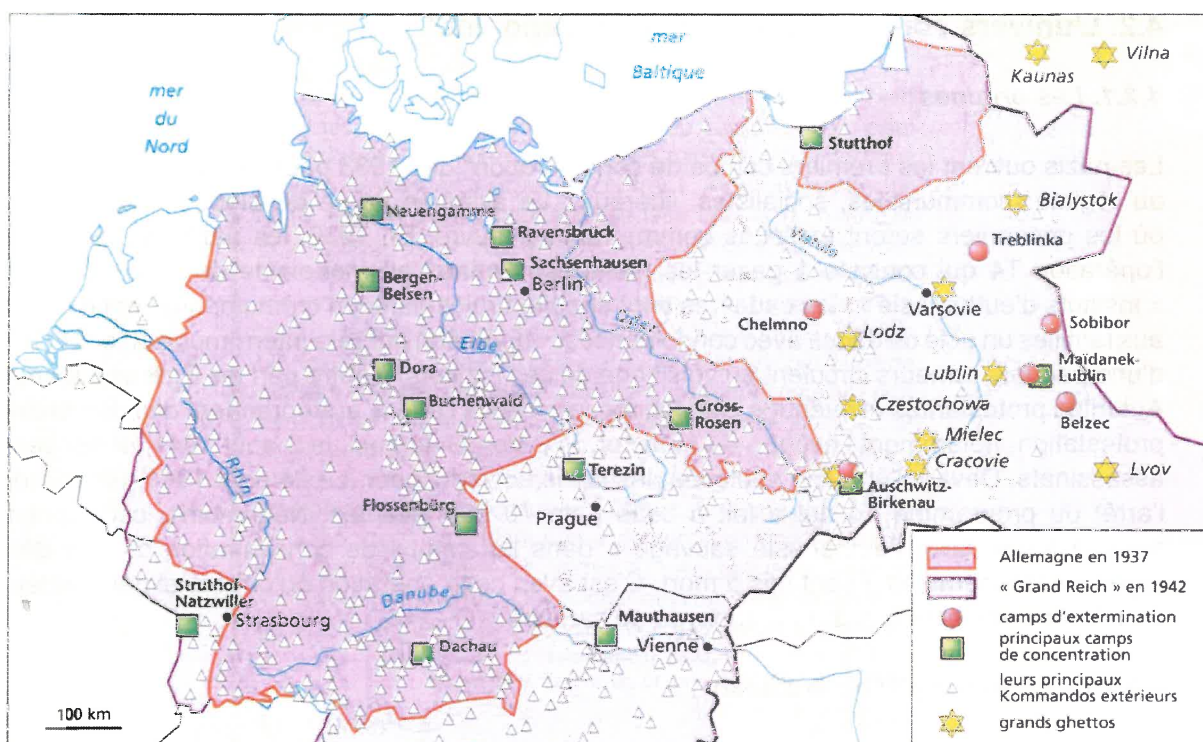 mer
Baltique
mer
du
Nord
Kaunas
Vilna
Stutthof
Neuengamme
Ravensbrück
Bialystok
Treblinka
Sachsenhausen
Berlin
Bergen-
Belsen
Varsovie
Chelmno
Sobibor
Lodz
Oder
Elbe
Dora
Lublin
Maïdanek-
Lublin
Buchenwald
Gross-
Rosen
Czestochowa
Belzec
Mielec
Cracovie
Lvov
Terezin
Auschwitz-
Birkenau
Rhin
Flossenbürg
Prague
Struthof-
Natzwiller
Strasbourg
Danube
Mauthausen
Vienne
Dachau
100 km
Allemagne en 1937
« Grand Reich » en 1942
camps d'extermination
principaux camps
de concentration
leurs principaux
Kommandos extérieurs
grands ghettos